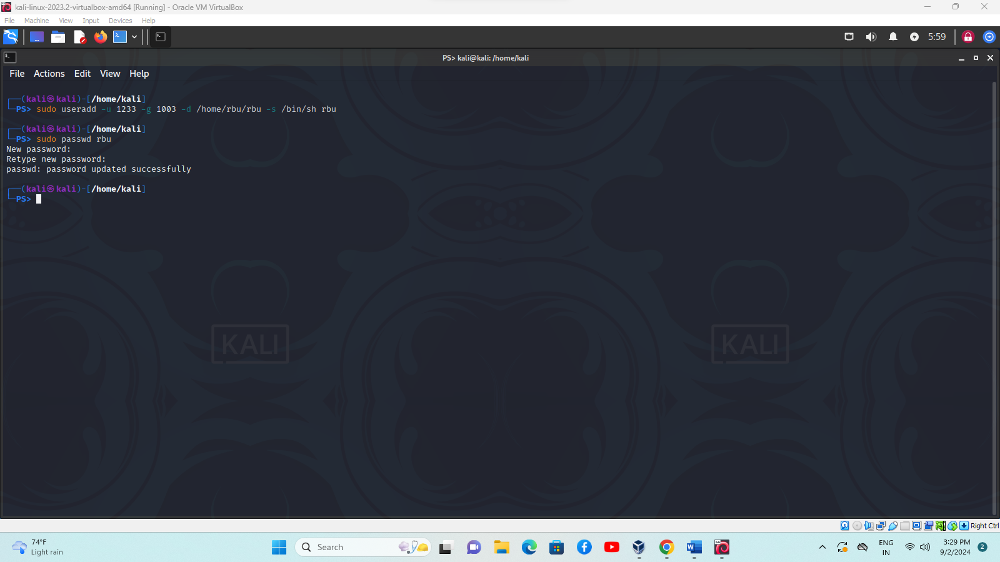 kali-linux-2023.2-virtualbox-amd64 [Running] - Oracle VM VirtualBox
File Machine View Input Devices Help
5:59
PS> kali@kali: /home/kali
File Actions Edit View Help
┌──(kali㉿kali)-[/home/kali]
└─PS> sudo useradd -u 1233 -g 1003 -d /home/rbu/rbu -s /bin/sh rbu
┌──(kali㉿kali)-[/home/kali]
└─PS> sudo passwd rbu
New password:
Retype new password:
passwd: password updated successfully
┌──(kali㉿kali)-[/home/kali]
└─PS>
KALI KALI
Right Ctrl
74°F
Light rain
Search
ENG
IN
3:29 PM
9/2/2024
2